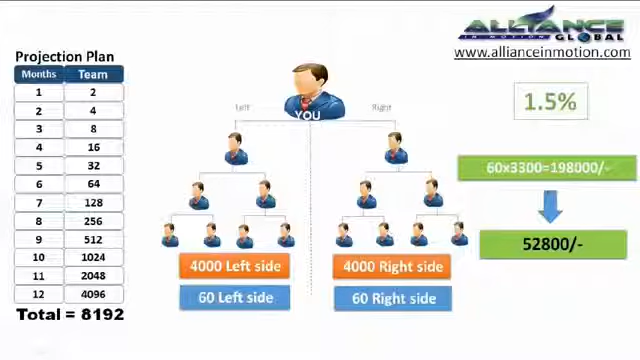 ALLIANCE
IN MOTION GLOBAL
www.allianceinmotion.com
Projection Plan
Months Team
1 2
2 4
3 8
4 16
5 32
6 64
7 128
8 256
9 512
10 1024
11 2048
12 4096
Total = 8192
Left Right
YOU
4000 Left side
4000 Right side
60 Left side
60 Right side
1.5%
60x3300=198000/-
52800/-